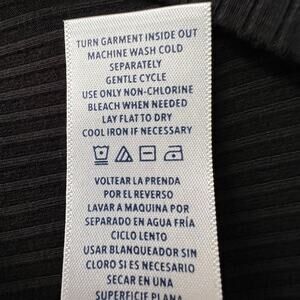 TURN GARMENT INSIDE OUT
MACHINE WASH COLD
SEPARATELY
GENTLE CYCLE
USE ONLY NON-CHLORINE
BLEACH WHEN NEEDED
LAY FLAT TO DRY
COOL IRON IF NECESSARY
VOLTEAR LA PRENDA
POR EL REVERSO
LAVAR A MAQUINA POR
SEPARADO EN AGUA FRÍA
CICLO LENTO
USAR BLANQUEADOR SIN
CLORO SI ES NECESARIO
SECAR EN UNA
SUPERFICIE PLANA